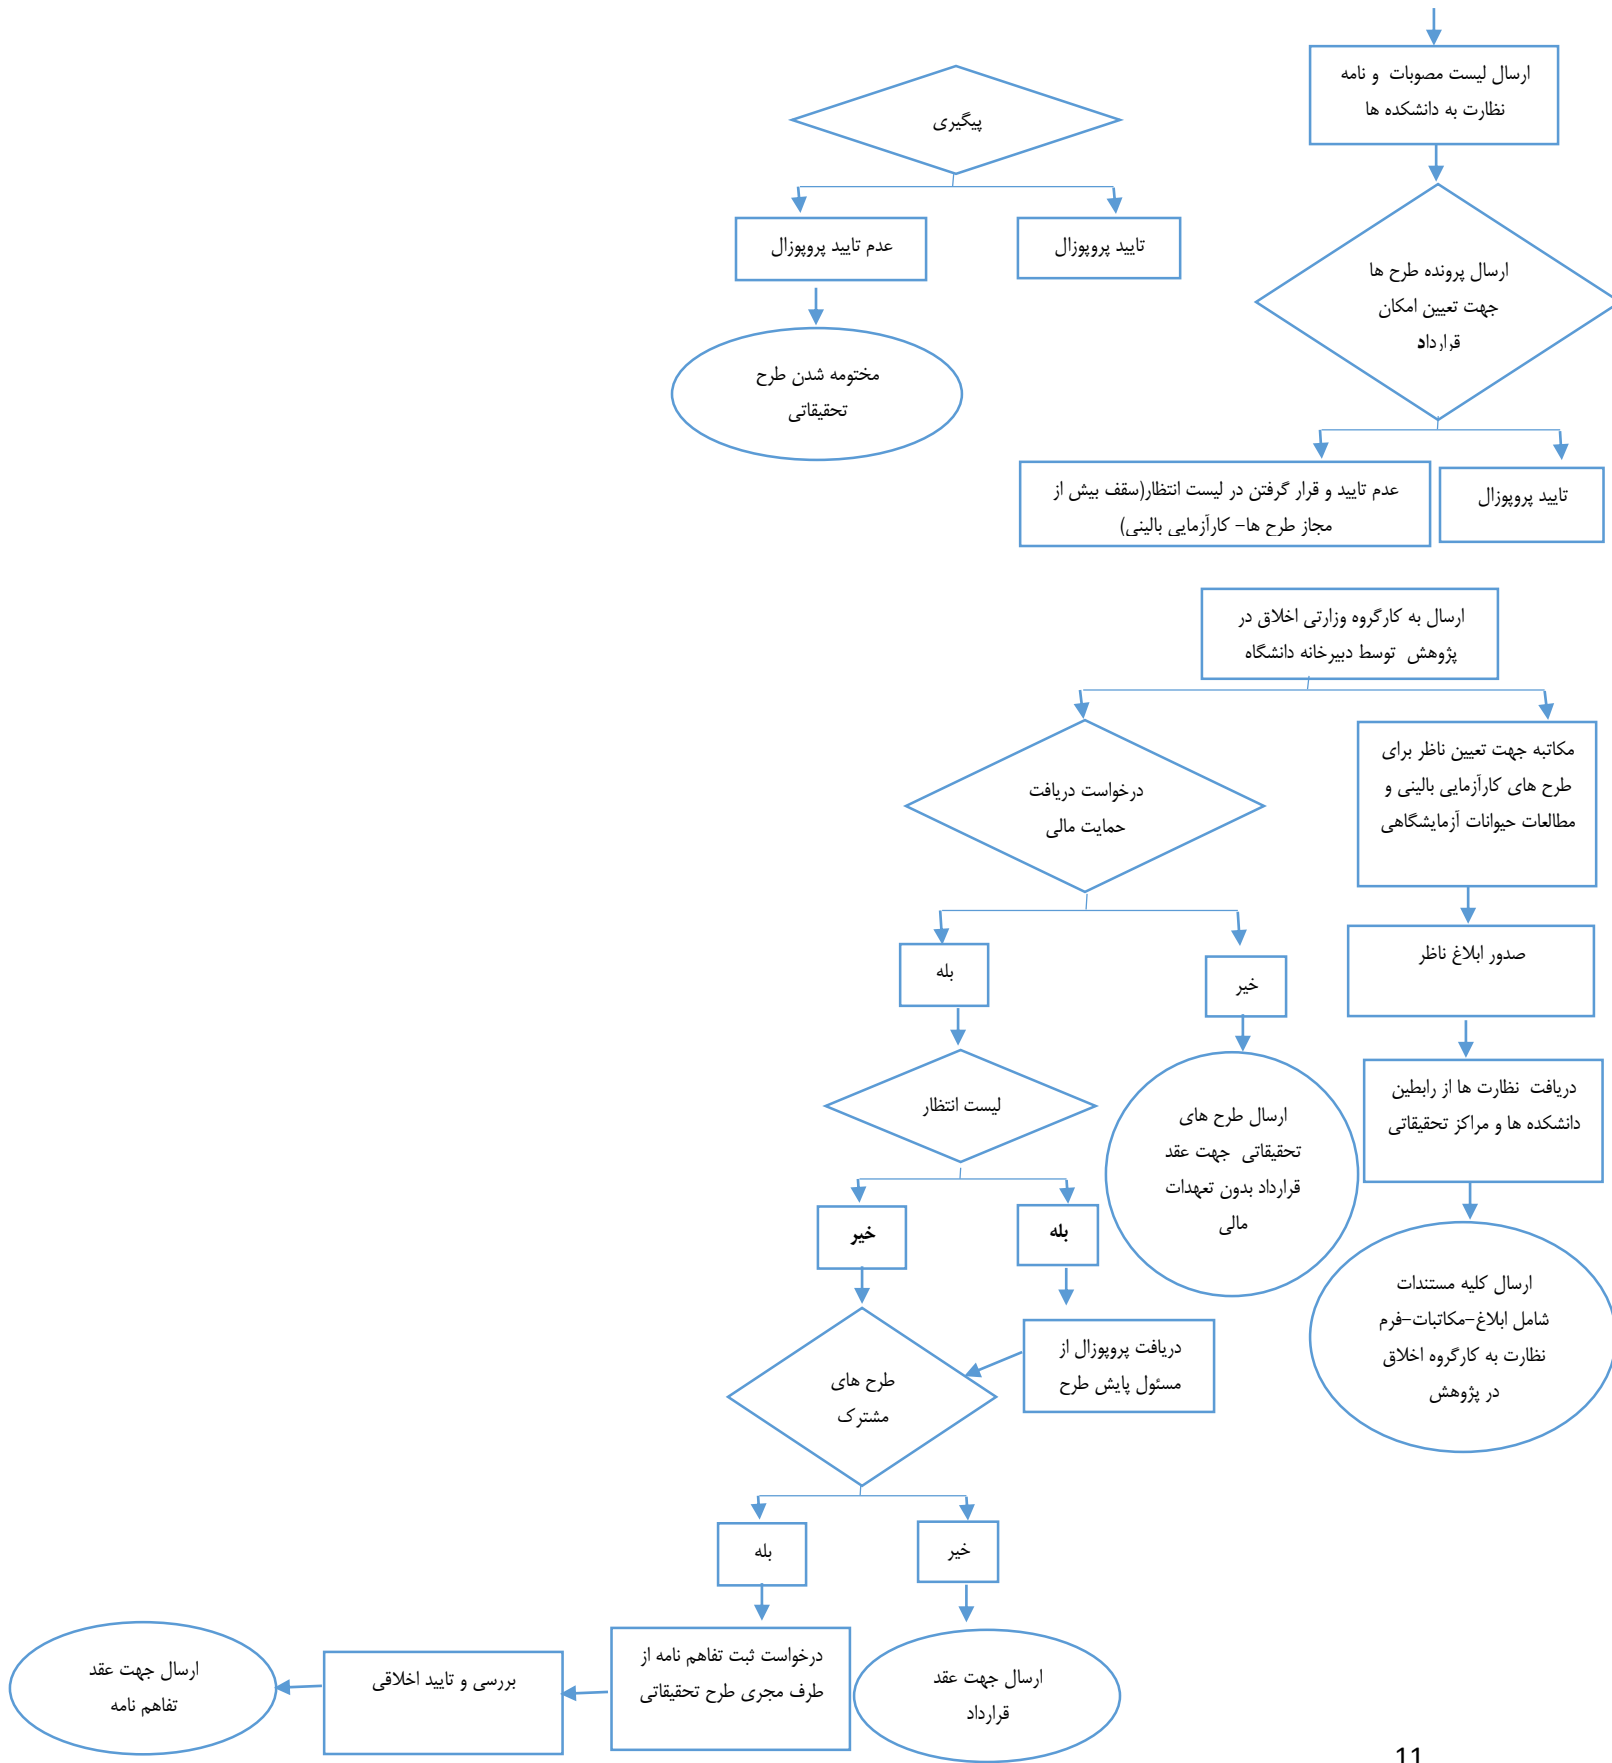 ارسال لیست مصوبات و نامه
نظارت به دانشکده ها
پیگیری
ارسال پرونده طرح ها
جهت تعیین امکان
قرارداد
عدم تایید پروپوزال
تایید پروپوزال
مختومه شدن طرح
تحقیقاتی
تایید پروپوزال
عدم تایید و قرار گرفتن در لیست انتظار(سقف بیش از
مجاز طرح ها- کارآزمایی بالینی)
ارسال به کارگروه وزارتی اخلاق در
پژوهش توسط دبیرخانه دانشگاه
مکاتبه جهت تعیین ناظر برای
طرح های کارآزمایی بالینی و
مطالعات حیوانات آزمایشگاهی
درخواست دریافت
حمایت مالی
صدور ابلاغ ناظر
خیر
بله
دریافت نظارت ها از رابطین
دانشکده ها و مراکز تحقیقاتی
لیست انتظار
ارسال طرح های
تحقیقاتی جهت عقد
قرارداد بدون تعهدات
مالی
بله
خیر
ارسال کلیه مستندات
شامل ابلاغ-مکاتبات-فرم
نظارت به کارگروه اخلاق
در پژوهش
دریافت پروپوزال از
مسئول پایش طرح
طرح های
مشترک
خیر
بله
ارسال جهت عقد
قرارداد
درخواست ثبت تفاهم نامه از
طرف مجری طرح تحقیقاتی
بررسی و تایید اخلاقی
ارسال جهت عقد
تفاهم نامه
11